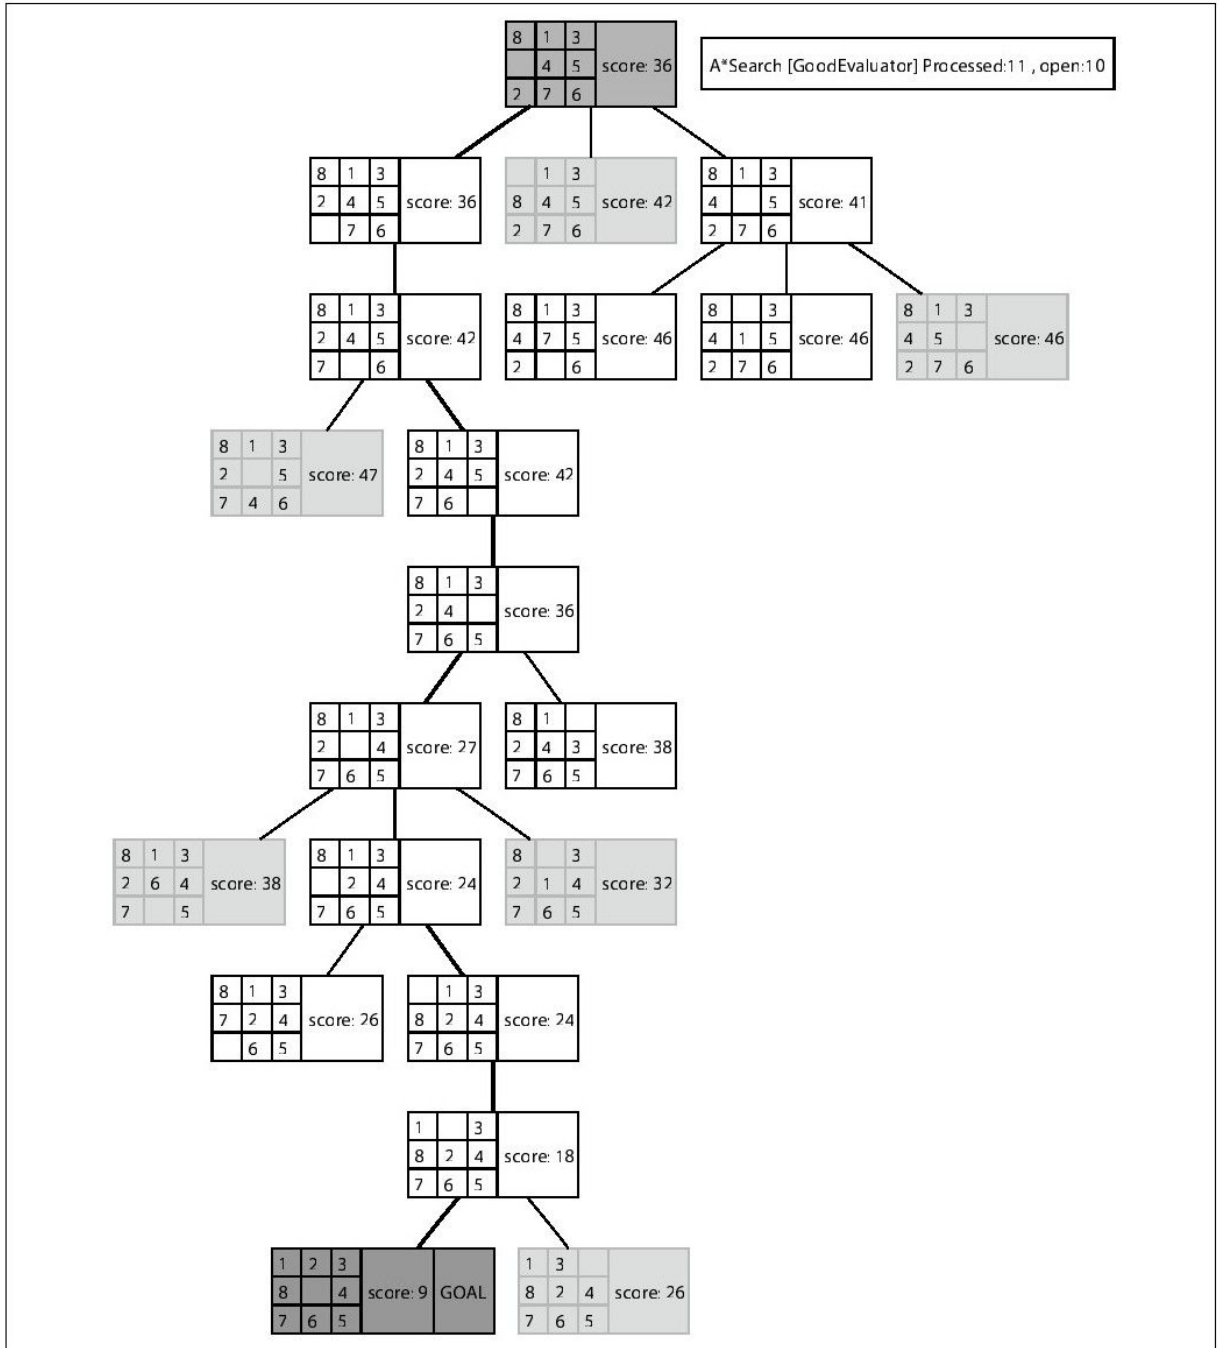 8 1 3
4 5 score: 36
2 7 6
A*Search [GoodEvaluator] Processed:11 , open:10
8 1 3
2 4 5 score: 36
7 6
1 3
8 4 5 score: 42
2 7 6
8 1 3
4 5 score: 41
2 7 6
8 1 3
2 4 5 score: 42
7 6
8 1 3
4 7 5 score: 46
2 6
8 3
4 1 5 score: 46
2 7 6
8 1 3
4 5 score: 46
2 7 6
8 1 3
2 5 score: 47
7 4 6
8 1 3
2 4 5 score: 42
7 6
8 1 3
2 4 score: 36
7 6 5
8 1 3
2 4 score: 27
7 6 5
8 1
2 4 3 score: 38
7 6 5
8 1 3
2 6 4 score: 38
7 5
8 1 3
2 4 score: 24
7 6 5
8 3
2 1 4 score: 32
7 6 5
8 1 3
7 2 4 score: 26
6 5
1 3
8 2 4 score: 24
7 6 5
1 3
8 2 4 score: 18
7 6 5
1 2 3
8 4 score: 9 GOAL
7 6 5
1 3
8 2 4 score: 26
7 6 5